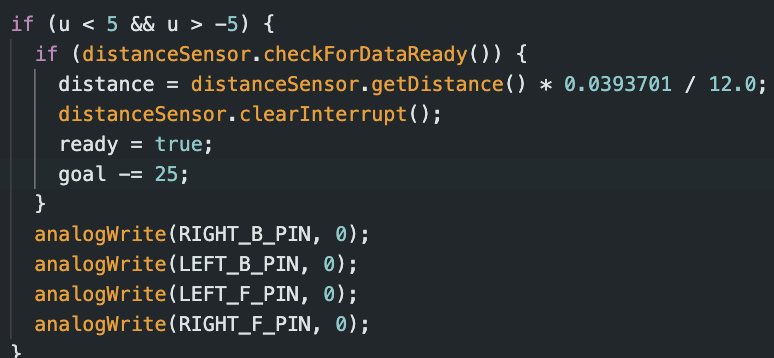 if (u < 5 && u > -5) {
if (distanceSensor.checkForDataReady()) {
distance = distanceSensor.getDistance() * 0.0393701 / 12.0;
distanceSensor.clearInterrupt();
ready = true;
goal -= 25;
}
analogWrite(RIGHT_B_PIN, 0);
analogWrite(LEFT_B_PIN, 0);
analogWrite(LEFT_F_PIN, 0);
analogWrite(RIGHT_F_PIN, 0);
}